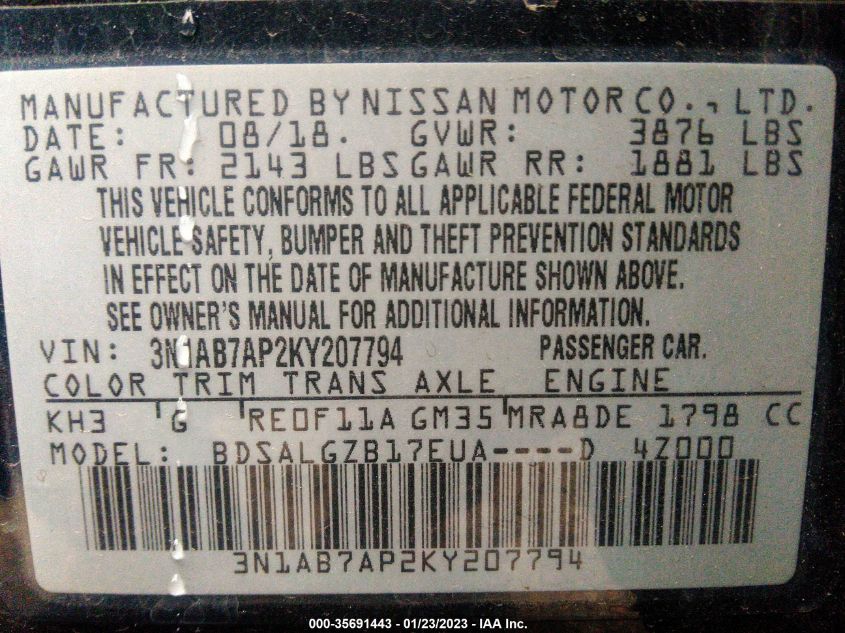 MANUFACTURED BY NISSAN MOTOR CO., LTD.
DATE: 08/18. GVWR: 3876 LBS
GAWR FR: 2143 LBS GAWR RR: 1881 LBS
THIS VEHICLE CONFORMS TO ALL APPLICABLE FEDERAL MOTOR
VEHICLE SAFETY, BUMPER AND THEFT PREVENTION STANDARDS
IN EFFECT ON THE DATE OF MANUFACTURE SHOWN ABOVE.
SEE OWNER'S MANUAL FOR ADDITIONAL INFORMATION.
VIN: 3N1AB7AP2KY207794 PASSENGER CAR.
COLOR TRIM TRANS AXLE ENGINE
KH3 G RE0F11A GM35 MRA8DE 1798 CC
MODEL: BDSALGZB17EUA----D 4Z000
3N1AB7AP2KY207794
000-35691443 - 01/23/2023 - IAA Inc.